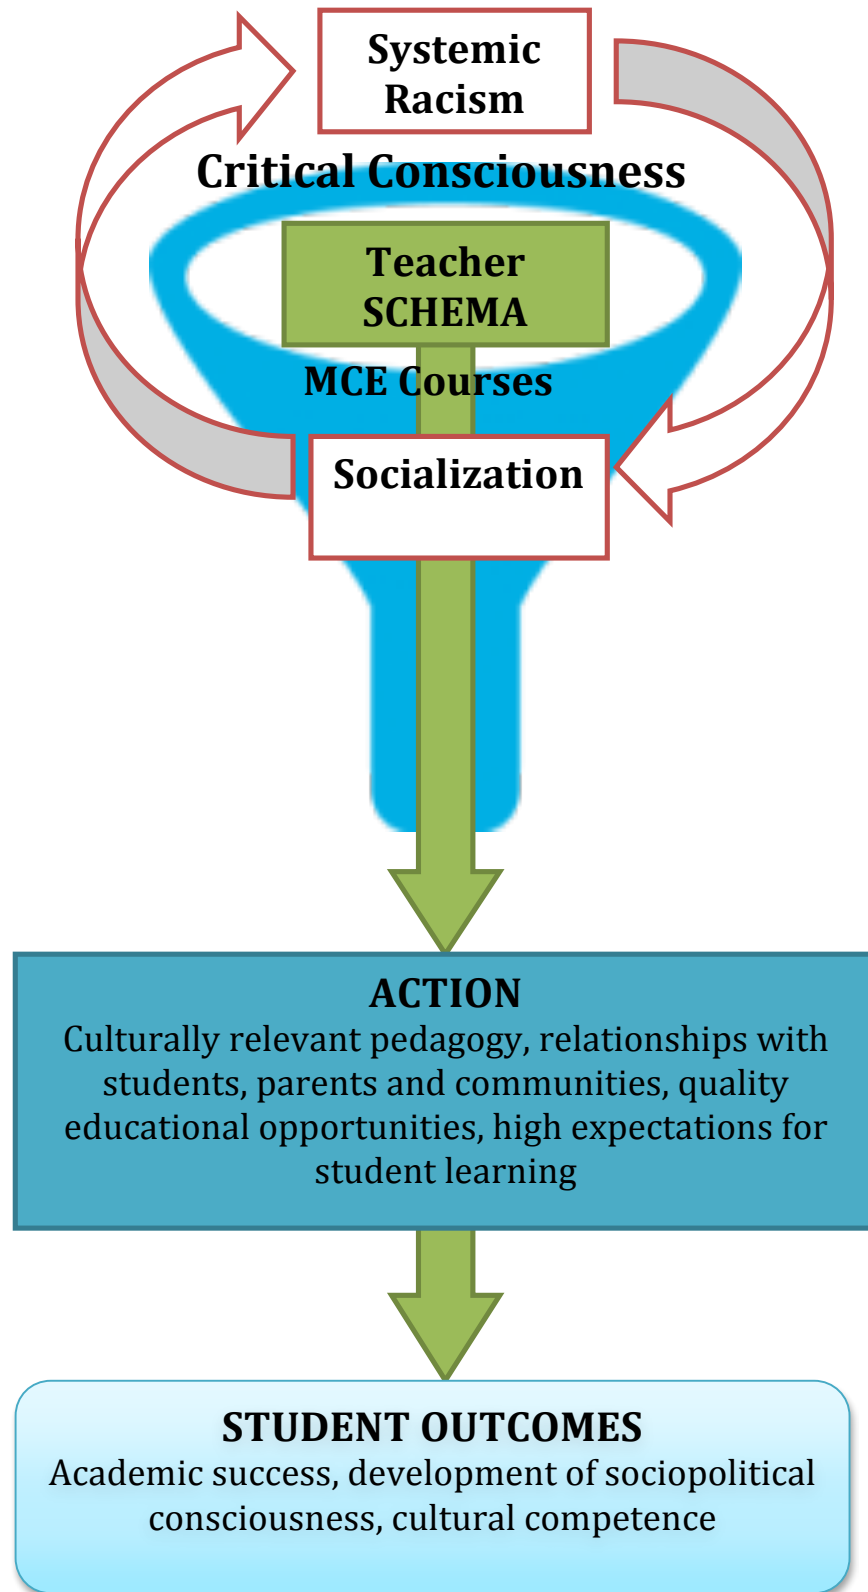 Systemic
Racism
Critical Consciousness
Teacher
SCHEMA
MCE Courses
Socialization
ACTION
Culturally relevant pedagogy, relationships with
students, parents and communities, quality
educational opportunities, high expectations for
student learning
STUDENT OUTCOMES
Academic success, development of sociopolitical
consciousness, cultural competence